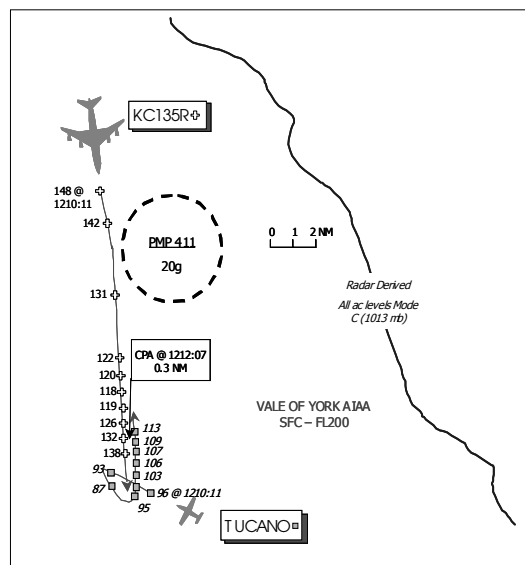 KC135R
148 @
1210:11
142
PMP 411
20g
0 1 2 NM
131
Radar Derived
All ac levels Mode
C (1013 mb)
122
CPA @ 1212:07
0.3 NM
120
118
119
126
132
138
VALE OF YORK AIAA
SFC – FL200
113
109
107
106
103
93
87
96 @ 1210:11
95
TUCANO